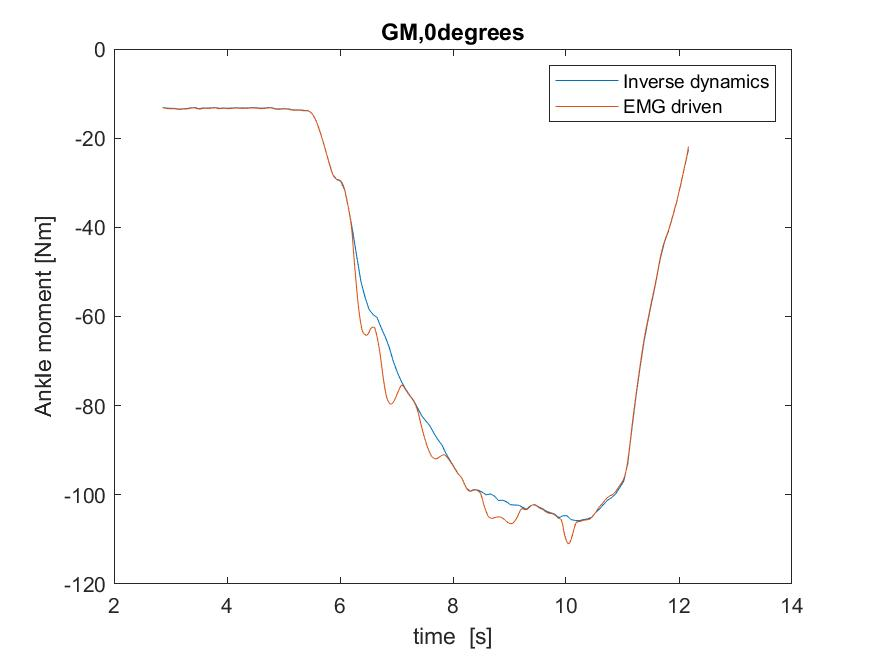 GM,0degrees
Inverse dynamics
EMG driven
0
-20
-40
-60
-80
-100
-120
Ankle moment [Nm]
2 4 6 8 10 12 14
time [s]